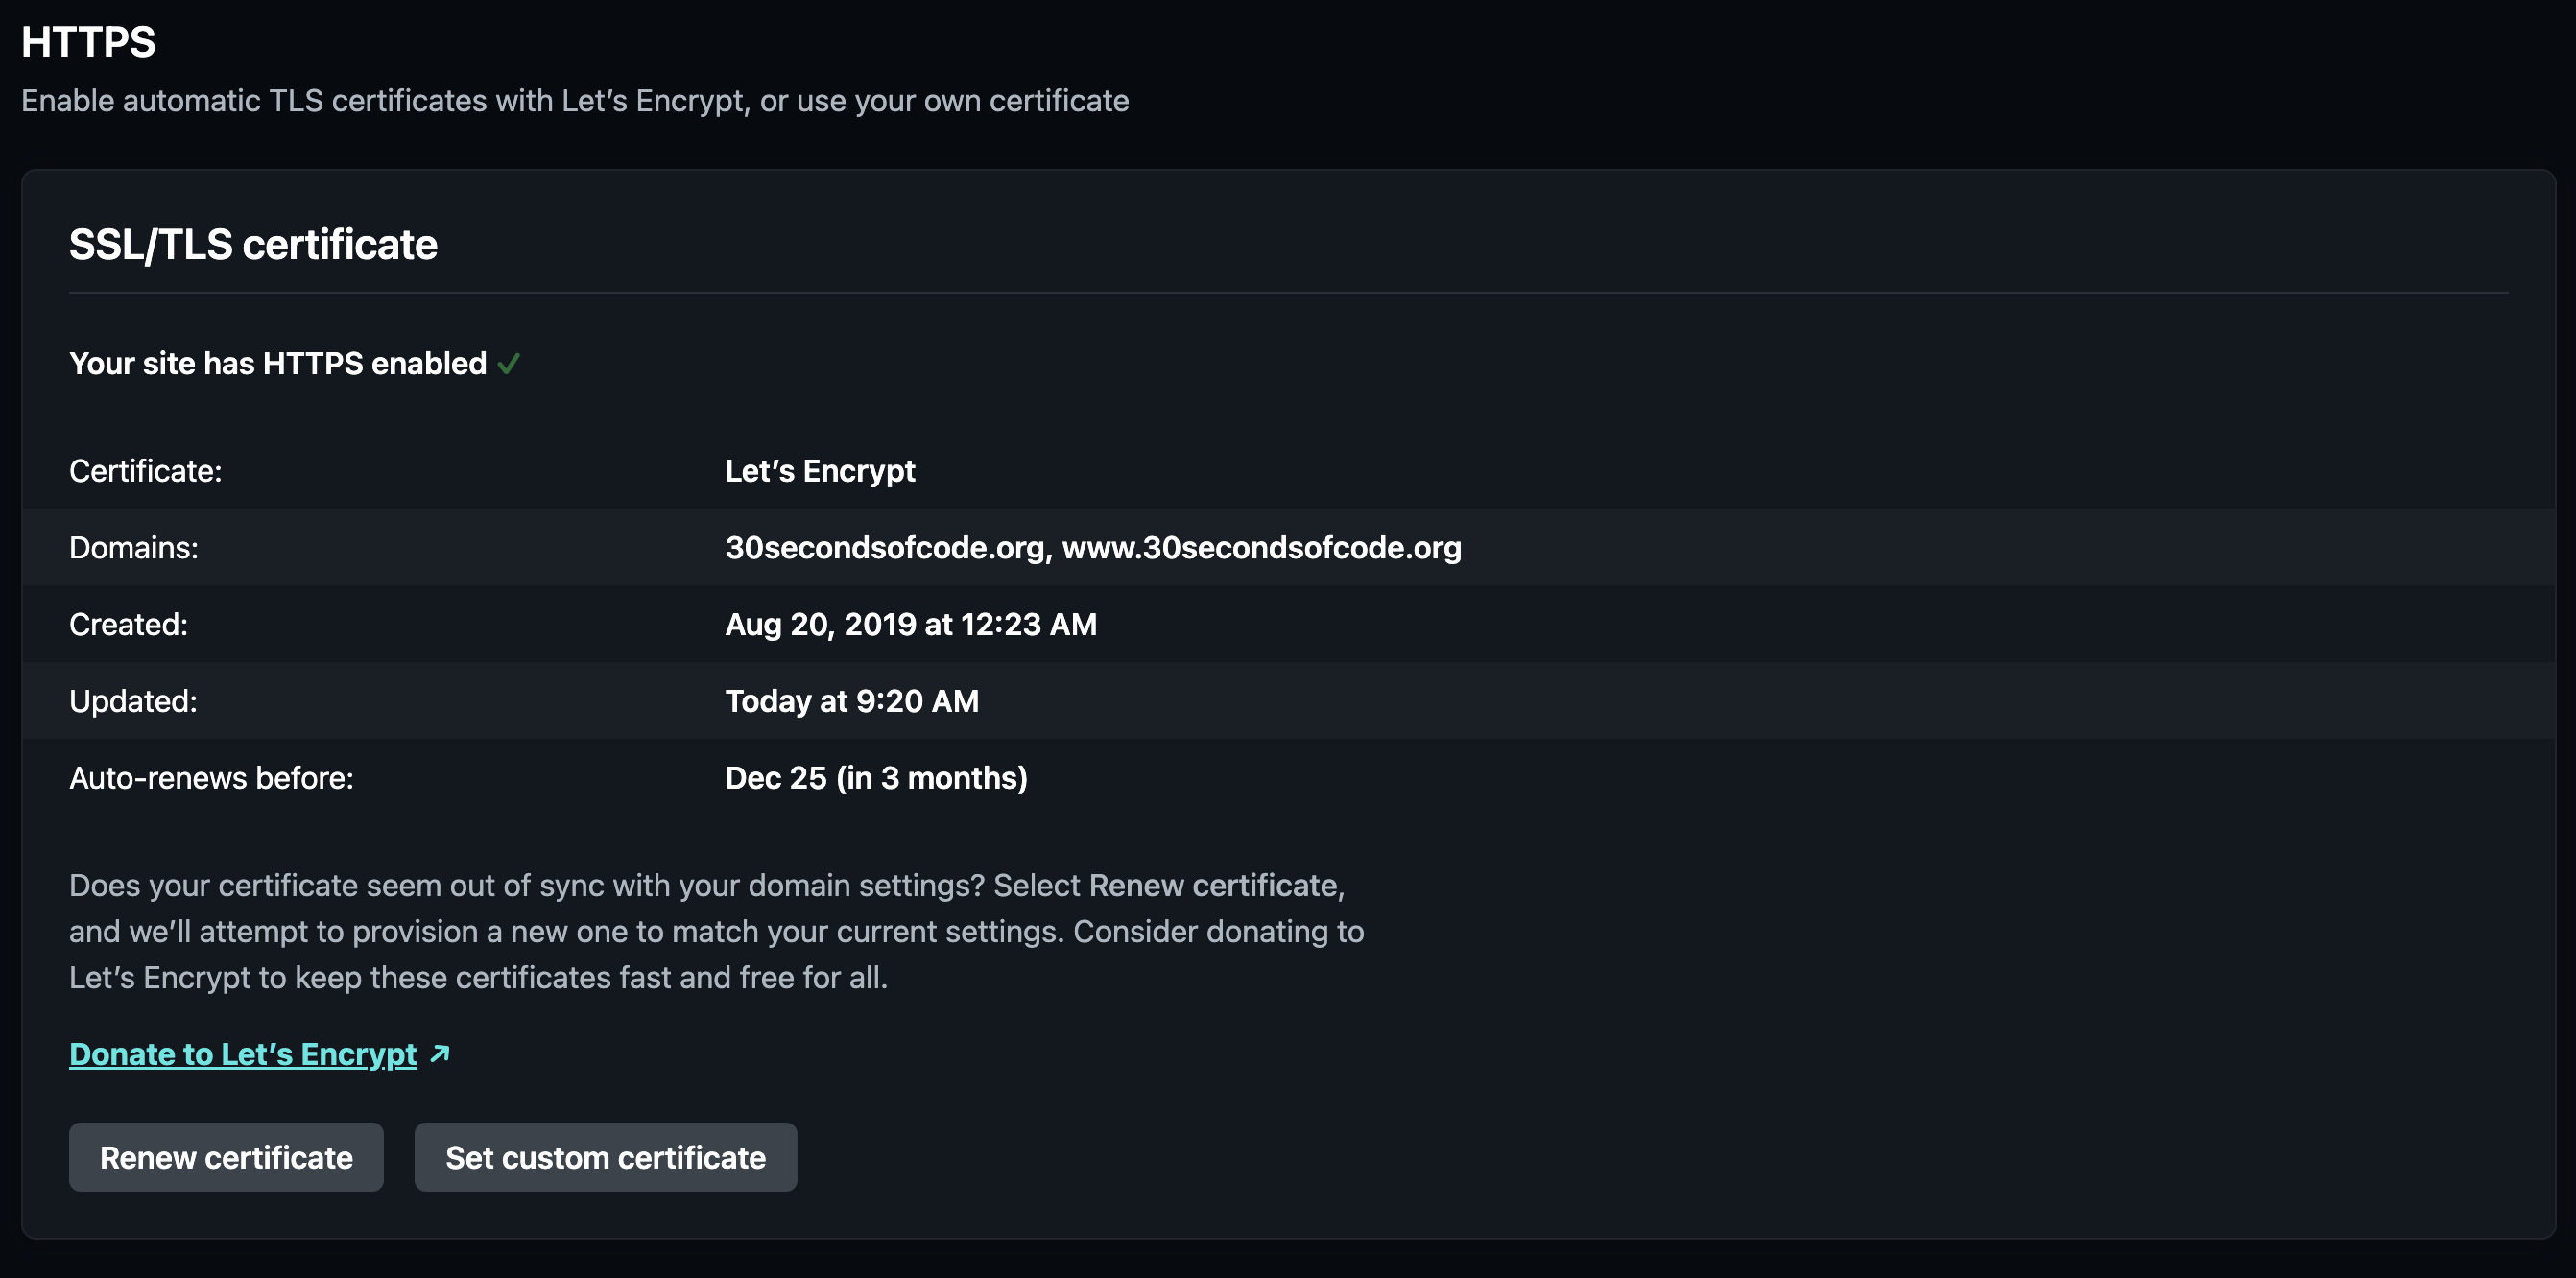 HTTPS
Enable automatic TLS certificates with Let’s Encrypt, or use your own certificate
SSL/TLS certificate
Your site has HTTPS enabled
Certificate: Let’s Encrypt
Domains: 30secondsofcode.org, www.30secondsofcode.org
Created: Aug 20, 2019 at 12:23 AM
Updated: Today at 9:20 AM
Auto-renews before: Dec 25 (in 3 months)
Does your certificate seem out of sync with your domain settings? Select Renew certificate,
and we’ll attempt to provision a new one to match your current settings. Consider donating to
Let’s Encrypt to keep these certificates fast and free for all.
Donate to Let’s Encrypt
Renew certificate Set custom certificate